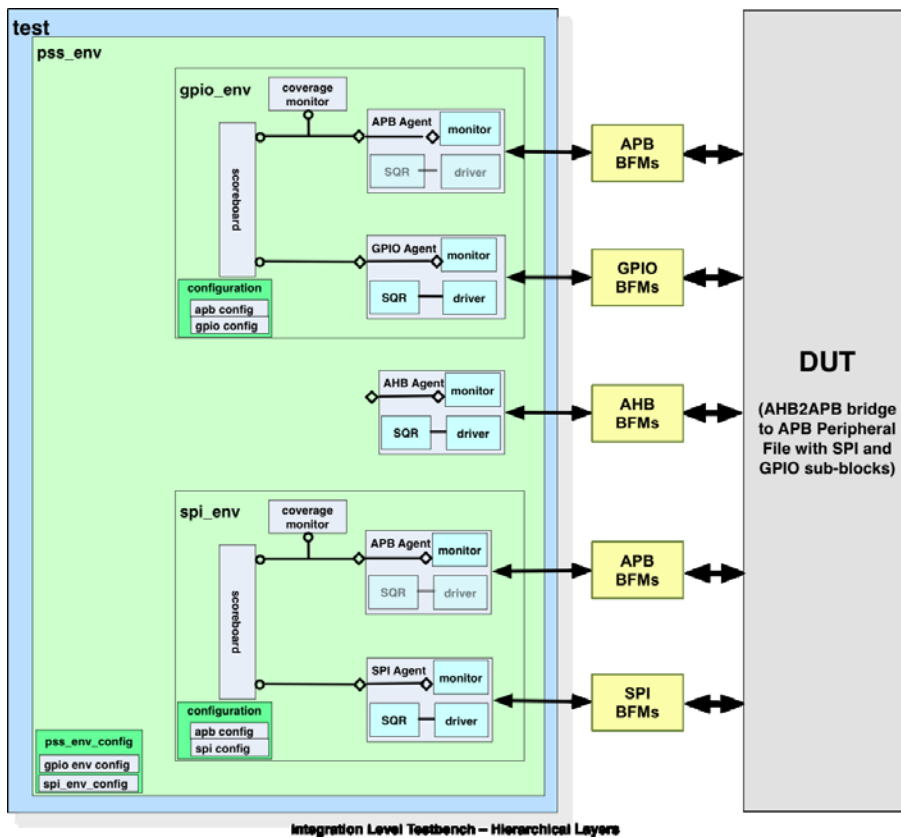 test
pss_env
gpio_env
coverage
monitor
APB Agent
monitor
SQR
driver
scoreboard
GPIO Agent
monitor
SQR
driver
configuration
apb config
gpio config
AHB Agent
monitor
SQR
driver
spi_env
coverage
monitor
APB Agent
monitor
SQR
driver
scoreboard
SPI Agent
monitor
SQR
driver
configuration
apb config
spi config
pss_env_config
gpio env config
spi_env_config
APB
BFMs
GPIO
BFMs
AHB
BFMs
APB
BFMs
SPI
BFMs
DUT
(AHB2APB bridge
to APB Peripheral
File with SPI and
GPIO sub-blocks)
Integration Level Testbench – Hierarchical Layers